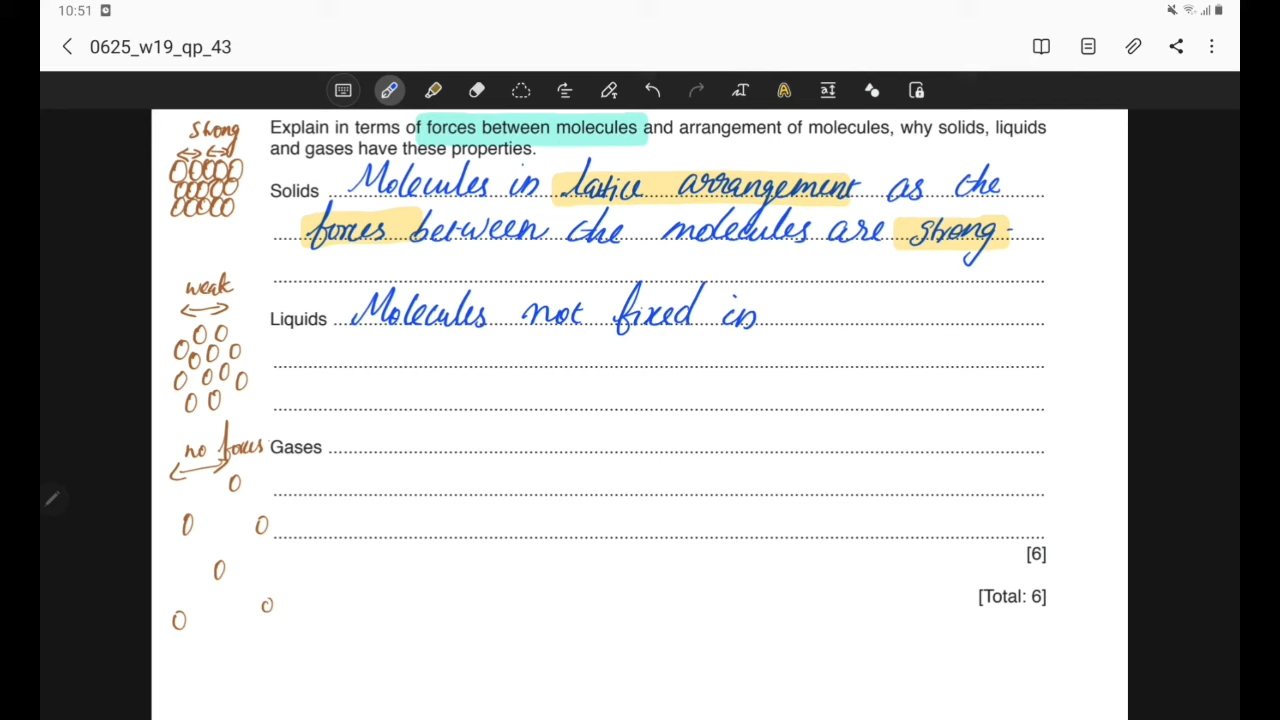 10:51
0625_w19_qp_43
strong
Explain in terms of forces between molecules and arrangement of molecules, why solids, liquids
and gases have these properties.
Solids Molecules in lattice arrangement as the
forces between the molecules are strong.
weak
Liquids Molecules not fixed in
no forces
Gases
[6]
[Total: 6]